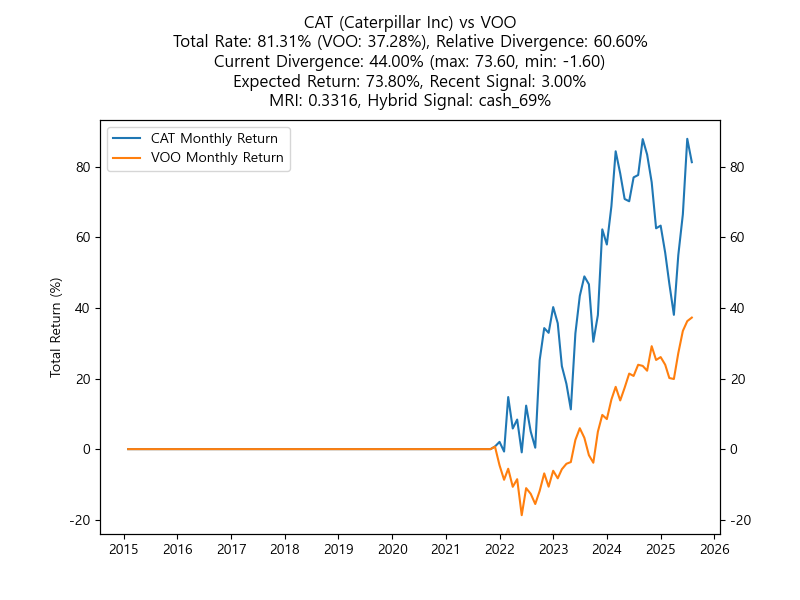 CAT (Caterpillar Inc) vs VOO
Total Rate: 81.31% (VOO: 37.28%), Relative Divergence: 60.60%
Current Divergence: 44.00% (max: 73.60, min: -1.60)
Expected Return: 73.80%, Recent Signal: 3.00%
MRI: 0.3316, Hybrid Signal: cash_69%
CAT Monthly Return
VOO Monthly Return
Total Return (%)
80
60
40
20
0
-20
80
60
40
20
0
-20
2015 2016 2017 2018 2019 2020 2021 2022 2023 2024 2025 2026